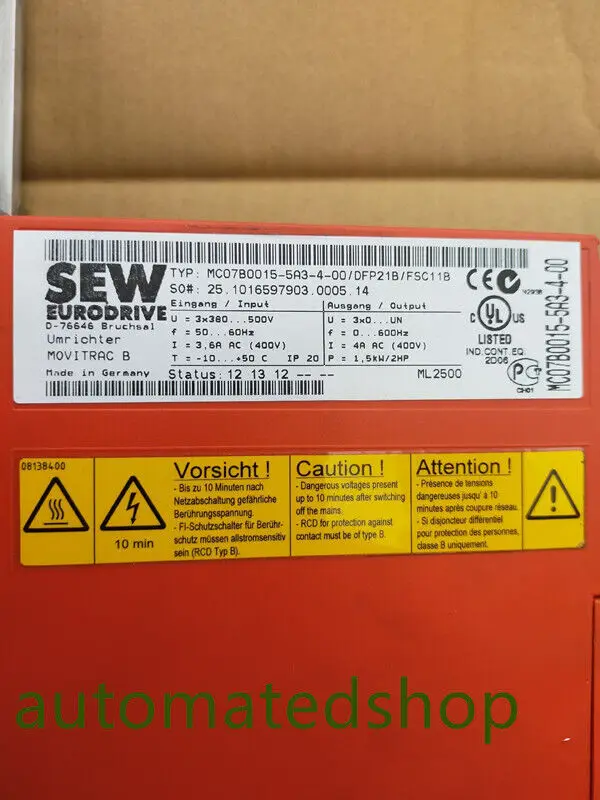 SEW
EURODRIVE
D-76646 Bruchsal
Umrichter
MOVITRAC B
Made in Germany
TYP: MC07B0015-5A3-4-00/DFP21B/FSC11B
SO#: 25.1016597903.0005.14
Eingang / Input
U = 3x380...500V
f = 50...60Hz
I = 3,6A AC (400V)
T = -10...+50 C IP 20
Ausgang / Output
U = 3x0...UN
f = 0...600Hz
I = 4A AC (400V)
P = 1,5kW/2HP
Status: 12 13 12 -- -- --
ML2500
CE
N2936
C UL US
LISTED
IND.CONT.EQ.
2D06
MC07B0015-5A3-4-00
08138400
10 min
Vorsicht !
- Bis zu 10 Minuten nach
Netzabschaltung gefährliche
Berührungsspannung.
- FI-Schutzschalter für Berühr-
schutz müssen allstromsensitiv
sein (RCD Typ B).
Caution !
- Dangerous voltages present
up to 10 minutes after switching
off the mains.
- RCD for protection against
contact must be of type B.
Attention !
- Présence de tensions
dangereuses jusqu' à 10
minutes après coupure réseau.
- Si disjoncteur différentiel
pour protection des personnes,
classe B uniquement.
automatedshop